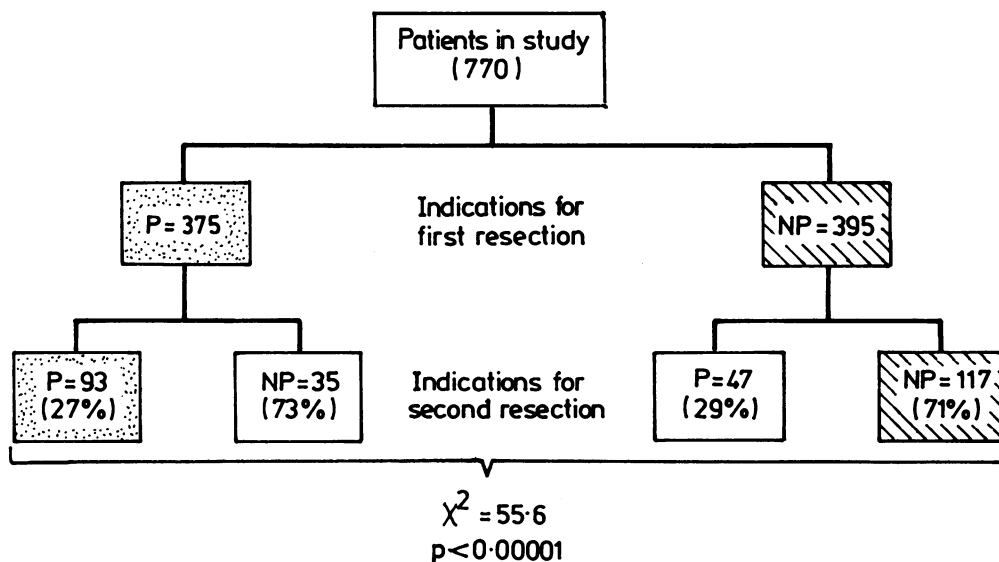 Patients in study
(770)
P = 375
Indications for
first resection
NP = 395
P = 93
(27%)
NP = 35
(73%)
Indications for
second resection
P = 47
(29%)
NP = 117
(71%)
X² = 55·6
p<0·00001